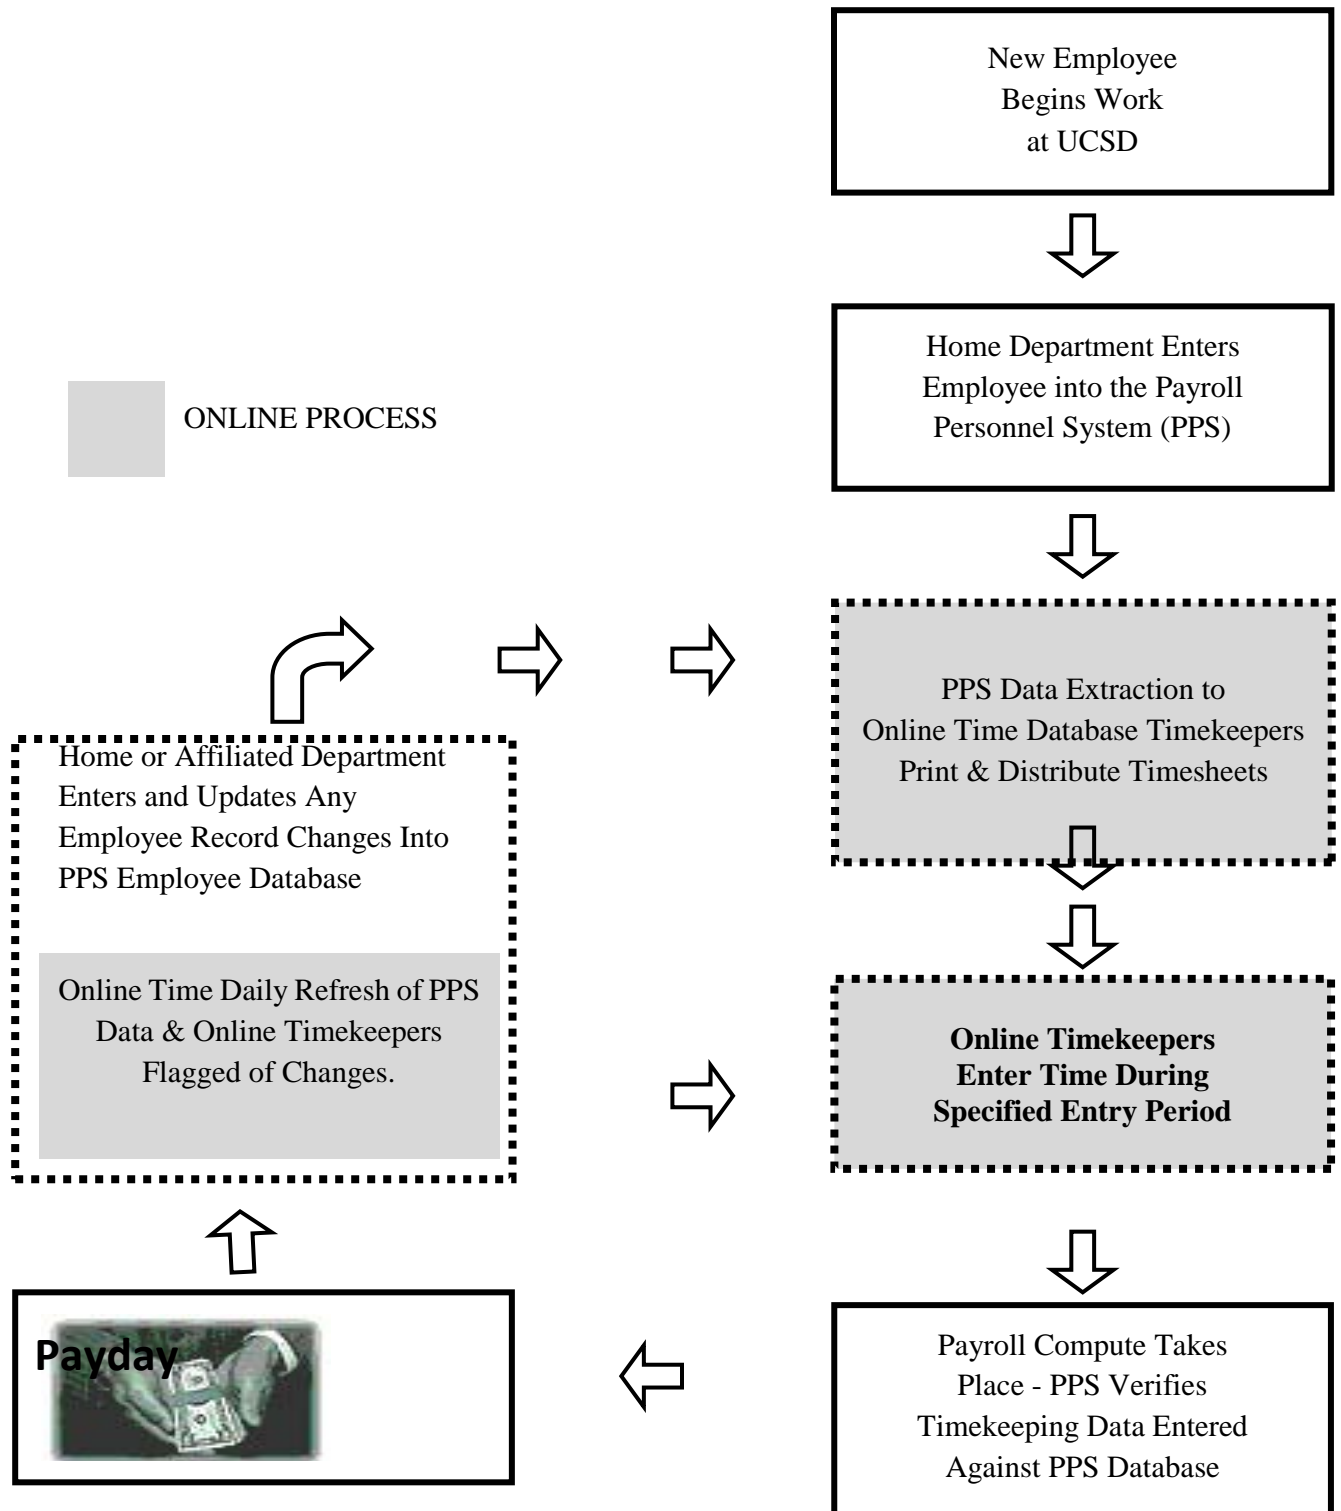 New Employee
Begins Work
at UCSD
Home Department Enters
Employee into the Payroll
Personnel System (PPS)
ONLINE PROCESS
PPS Data Extraction to
Online Time Database Timekeepers
Print & Distribute Timesheets
Home or Affiliated Department
Enters and Updates Any
Employee Record Changes Into
PPS Employee Database
Online Time Daily Refresh of PPS
Data & Online Timekeepers
Flagged of Changes.
Online Timekeepers
Enter Time During
Specified Entry Period
Payday
Payroll Compute Takes
Place - PPS Verifies
Timekeeping Data Entered
Against PPS Database